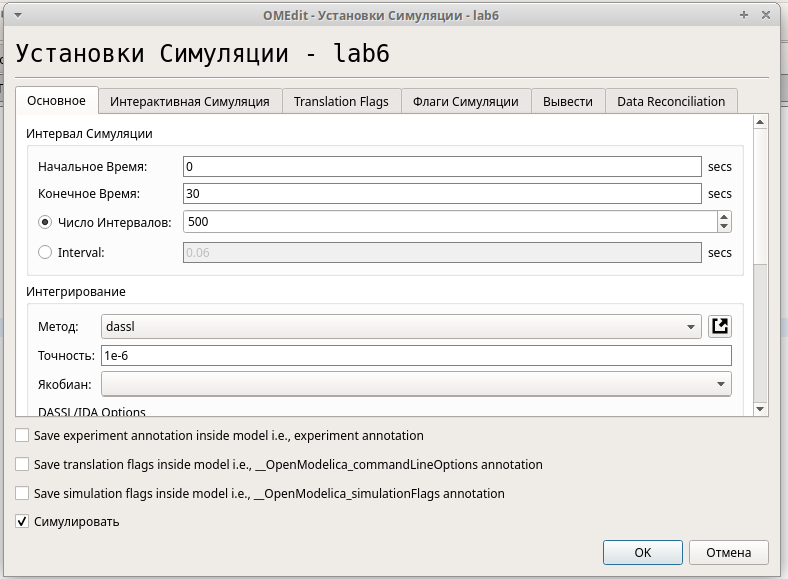 OMEdit - Установки Симуляции - lab6
Установки Симуляции - lab6
Основное Интерактивная Симуляция Translation Flags Флаги Симуляции Вывести Data Reconciliation
Интервал Симуляции
Начальное Время: 0 secs
Конечное Время: 30 secs
Число Интервалов: 500
Interval: 0.06 secs
Интегрирование
Метод: dassl
Точность: 1e-6
Якобиан:
DASSL/IDA Options
Save experiment annotation inside model i.e., experiment annotation
Save translation flags inside model i.e., __OpenModelica_commandLineOptions annotation
Save simulation flags inside model i.e., __OpenModelica_simulationFlags annotation
Симулировать
OK Отмена